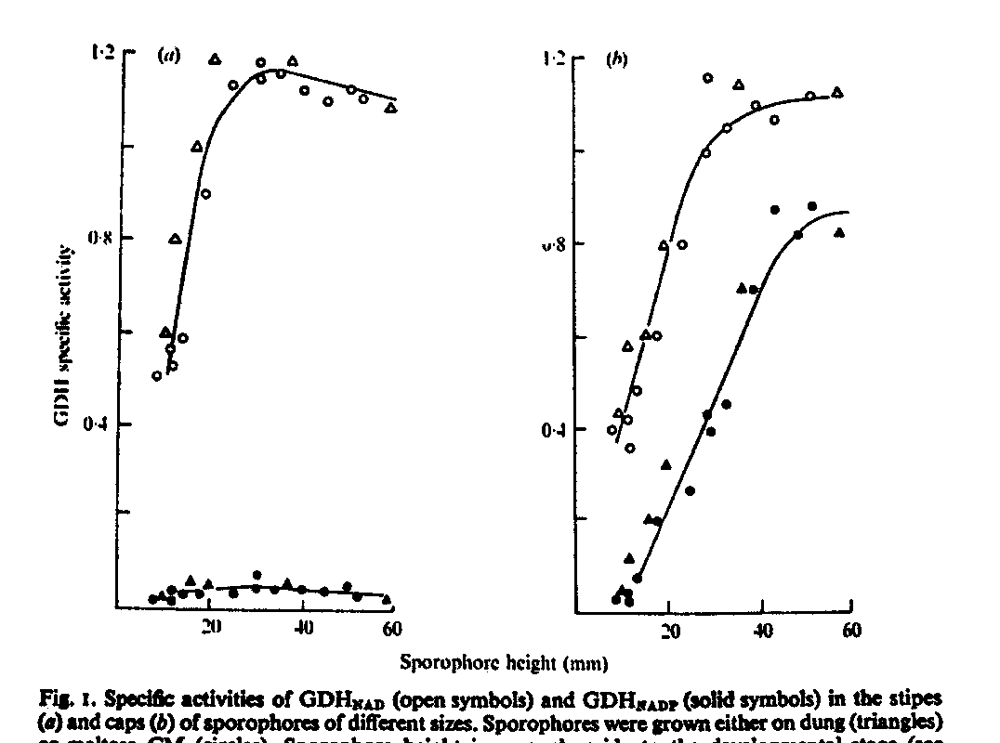 1·2 (a)
0·8
0·4
20 40 60
GDH specific activity
1·2 (b)
0·8
0·4
20 40 60
Sporophore height (mm)
Fig. 1. Specific activities of GDH_NAD (open symbols) and GDH_NADP (solid symbols) in the stipes
(a) and caps (b) of sporophores of different sizes. Sporophores were grown either on dung (triangles)